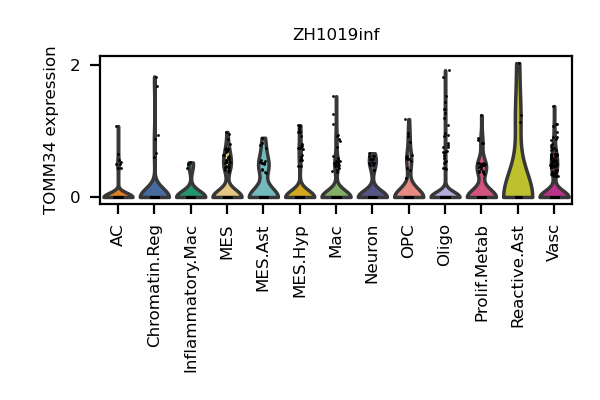 ZH1019inf
TOMM34 expression
2
0
AC
Chromatin.Reg
Inflammatory.Mac
MES
MES.Ast
MES.Hyp
Mac
Neuron
OPC
Oligo
Prolif.Metab
Reactive.Ast
Vasc